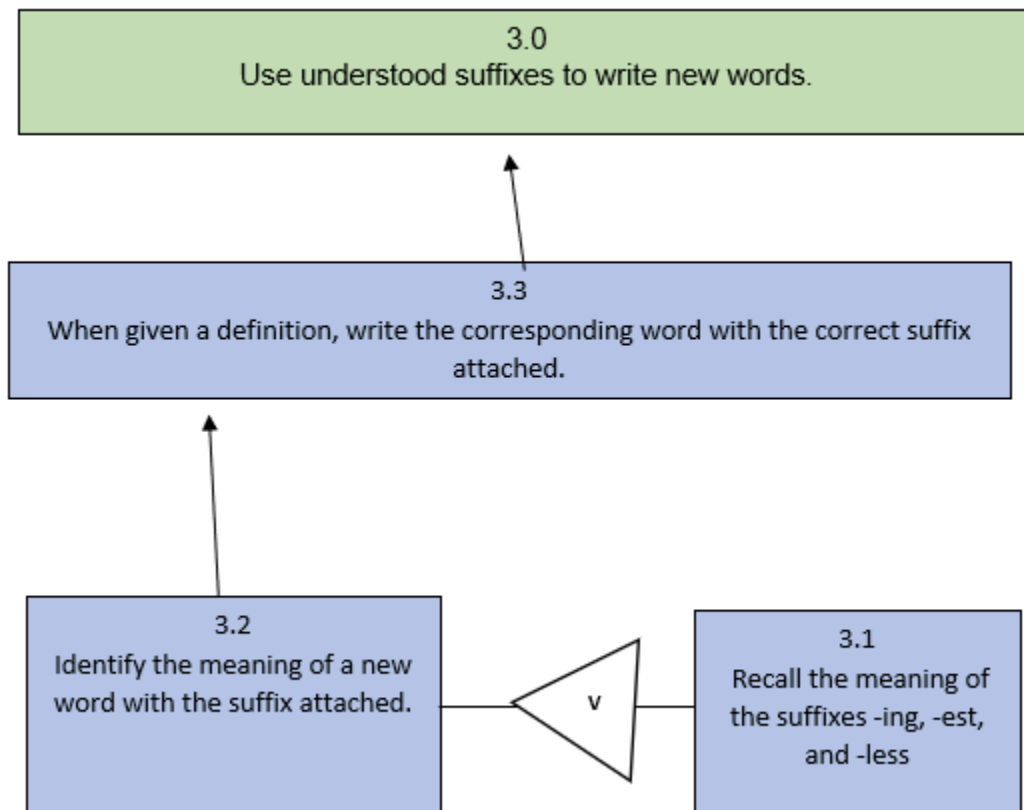 3.0
Use understood suffixes to write new words.
3.3
When given a definition, write the corresponding word with the correct suffix
attached.
3.2
Identify the meaning of a new
word with the suffix attached.
v
3.1
Recall the meaning of
the suffixes -ing, -est,
and -less